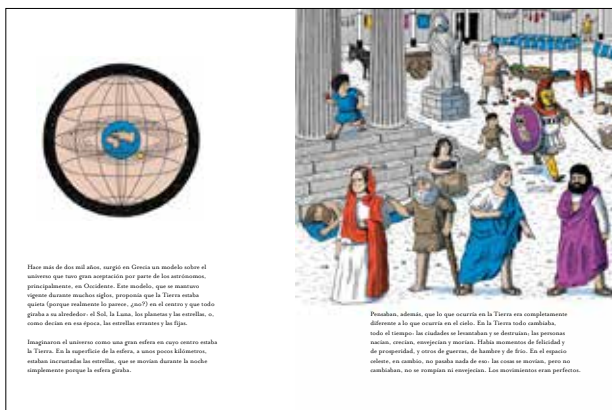 Hace más de dos mil años, surgió en Grecia un modelo sobre el
universo que tuvo gran aceptación por parte de los astrónomos,
principalmente, en Occidente. Este modelo, que se mantuvo
vigente durante muchos siglos, proponía que la Tierra estaba
quieta (porque realmente lo parece, ¿no?) en el centro y que todo
giraba a su alrededor: el Sol, la Luna, los planetas y las estrellas, o,
como decían en esa época, las estrellas errantes y las fijas.
Imaginaron el universo como una gran esfera en cuyo centro estaba
la Tierra. En la superficie de la esfera, a unos pocos kilómetros,
estaban incrustadas las estrellas, que se movían durante la noche
simplemente porque la esfera giraba.
Pensaban, además, que lo que ocurría en la Tierra era completamente
diferente a lo que ocurría en el cielo. En la Tierra todo cambiaba,
todo el tiempo: las ciudades se levantaban y se destruían; las personas
nacían, crecían, envejecían y morían. Había momentos de felicidad y
de prosperidad, y otros de guerras, de hambre y de frío. En el espacio
celeste, en cambio, no pasaba nada de eso: las cosas se movían, pero no
cambiaban, no se rompían ni envejecían. Los movimientos eran perfectos.